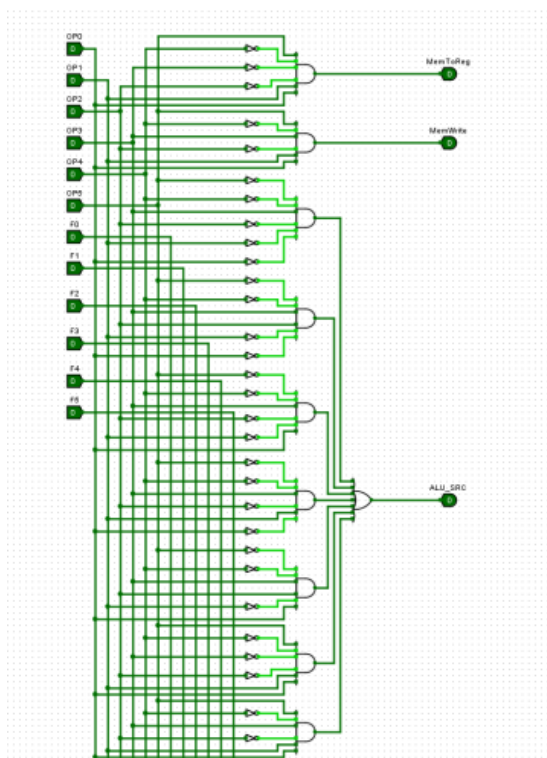 OP0
OP1
OP2
OP3
OP4
OP5
F0
F1
F2
F3
F4
F5
MemToReg
MemWrite
ALU_SRC